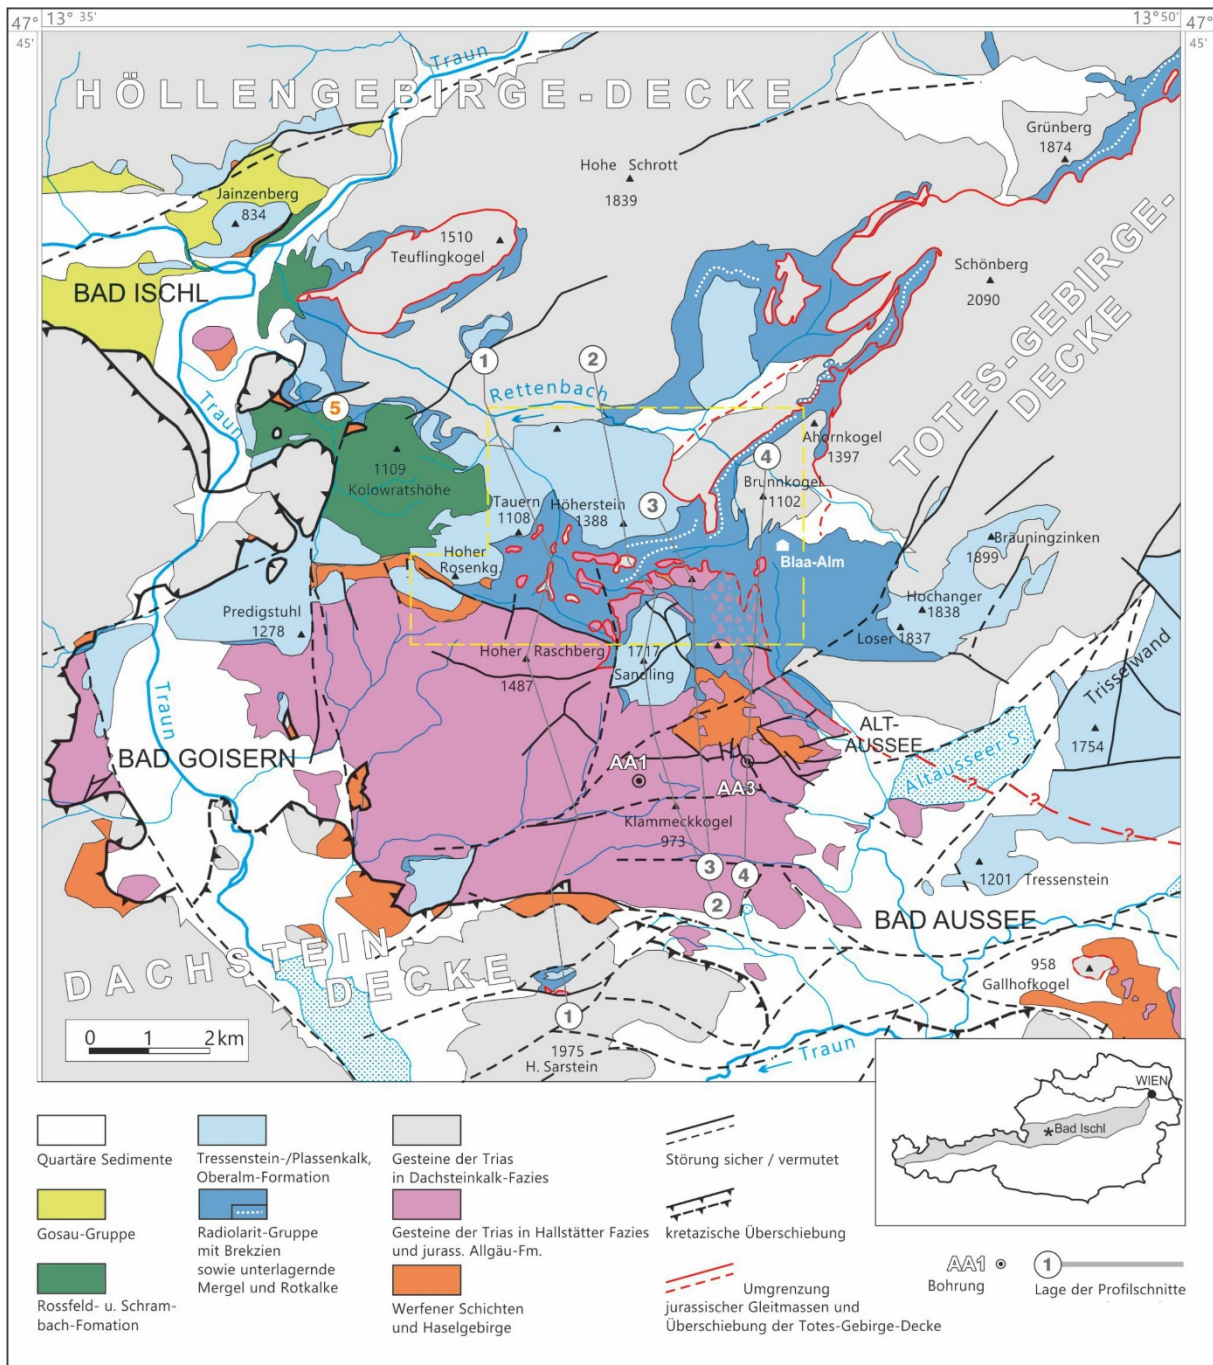 47°
13° 35'
13° 50'
47°
45'
45'
Traun
HÖLLENGEBIRGE-DECKE
Grünberg
1874
Hohe Schrott
1839
Jainzenberg
834
1510
Teuflingkogel
Schönberg
2090
TOTES-GEBIRGE-
DECKE
BAD ISCHL
1
2
Rettenbach
Traun
5
Ahornkogel
1397
4
1109
Kolowratshöhe
Brunnkogel
1102
Tauern
1108
Höherstein
1388
3
Bräuningzinken
1899
Blaa-Alm
Hoher
Rosenkg.
Hochanger
1838
Predigstuhl
1278
Loser 1837
Hoher Raschberg
1487
1717
Sandling
Trisselwand
Traun
ALT-
AUSSEE
1754
BAD GOISERN
AA1
AA3
Altausseer S.
?
?
Klammeckkogel
973
3
4
1201
Tressenstein
2
BAD AUSSEE
DACHSTEIN-
DECKE
958
Gallhofkogel
1
0 1 2 km
1975
H. Sarstein
Traun
WIEN
Bad Ischl
Quartäre Sedimente
Tressenstein-/Plassenkalk,
Oberalm-Formation
Gesteine der Trias
in Dachsteinkalk-Fazies
Störung sicher / vermutet
Gosau-Gruppe
Radiolarit-Gruppe
mit Brekzien
sowie unterlagernde
Mergel und Rotkalke
Gesteine der Trias in Hallstätter Fazies
und jurass. Allgäu-Fm.
kretazische Überschiebung
Rossfeld- u. Schram-
bach-Fomation
Werfener Schichten
und Haselgebirge
Umgrenzung
jurassischer Gleitmassen und
Überschiebung der Totes-Gebirge-Decke
AA1
Bohrung
1
Lage der Profilschnitte